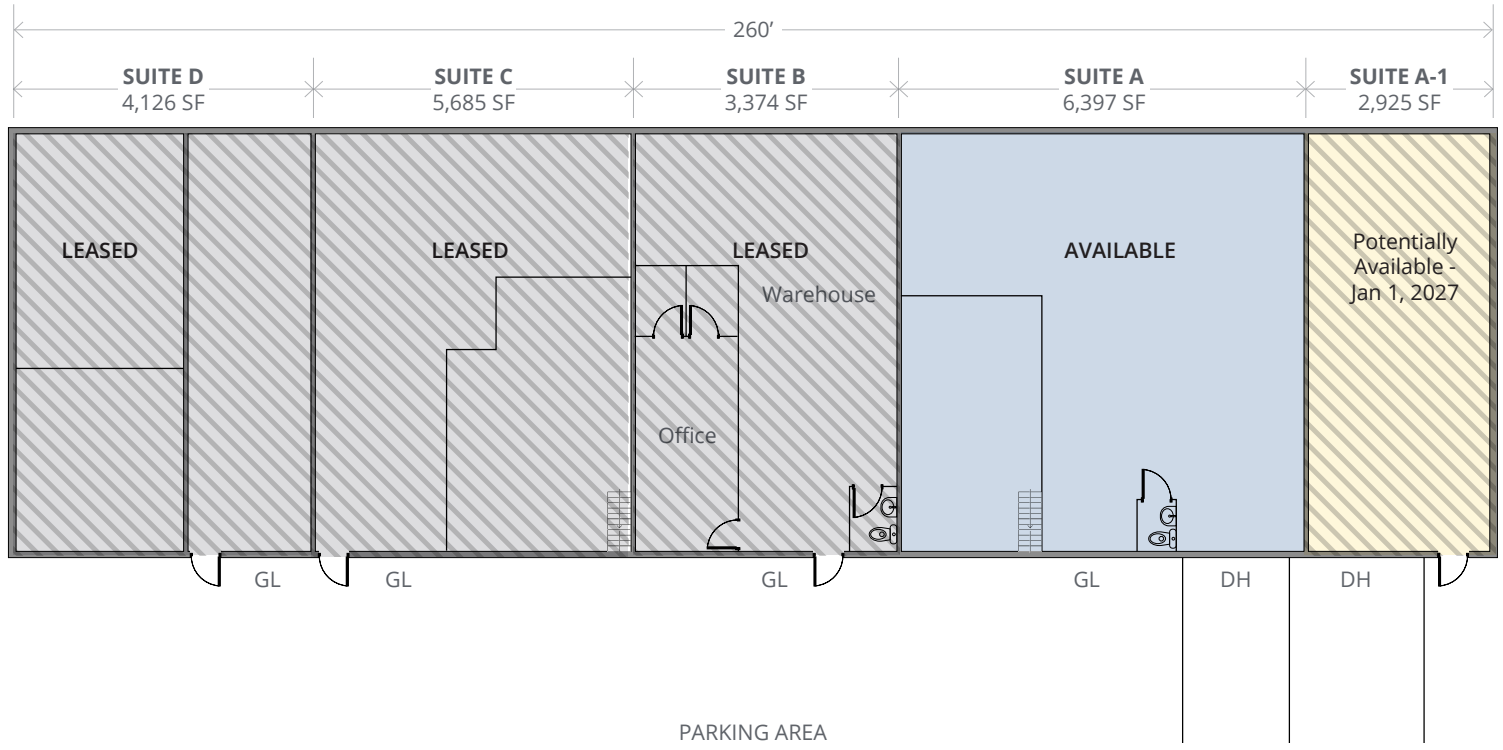 260’
SUITE D
4,126 SF
SUITE C
5,685 SF
SUITE B
3,374 SF
SUITE A
6,397 SF
SUITE A-1
2,925 SF
LEASED
LEASED
LEASED
Warehouse
Office
AVAILABLE
Potentially
Available -
Jan 1, 2027
GL
GL
GL
GL
DH
DH
PARKING AREA